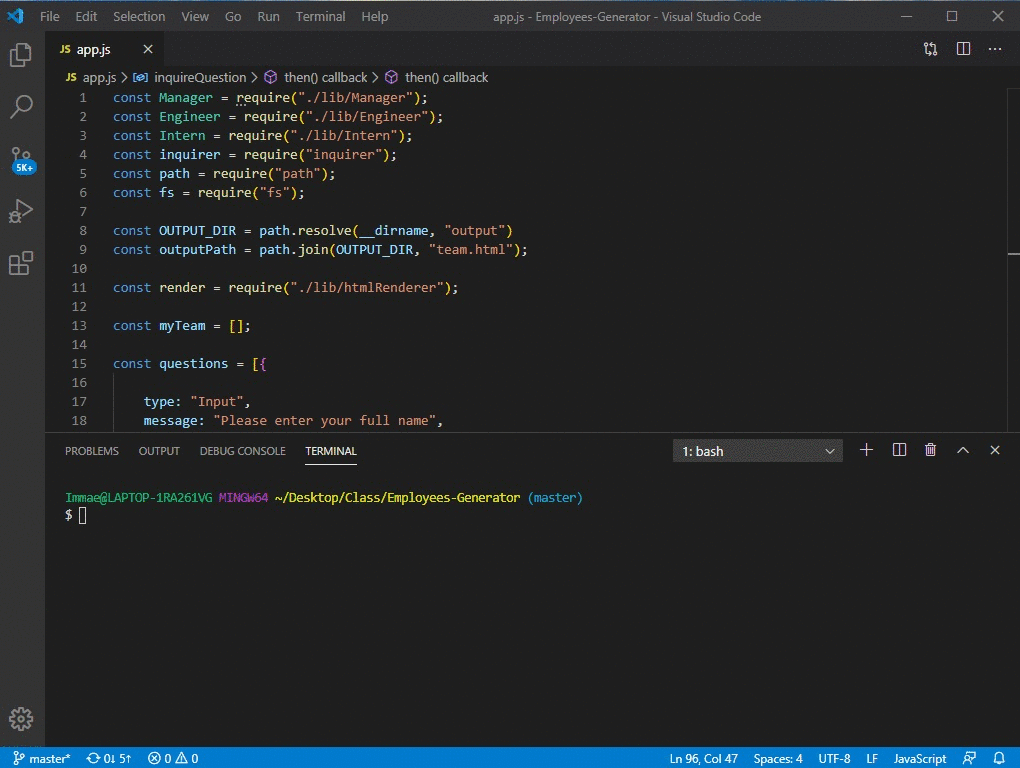 File Edit Selection View Go Run Terminal Help app.js - Employees-Generator - Visual Studio Code
JS app.js
JS app.js > inquireQuestion > then() callback > then() callback
5K+
1 const Manager = require("./lib/Manager");
2 const Engineer = require("./lib/Engineer");
3 const Intern = require("./lib/Intern");
4 const inquirer = require("inquirer");
5 const path = require("path");
6 const fs = require("fs");
7
8 const OUTPUT_DIR = path.resolve(__dirname, "output")
9 const outputPath = path.join(OUTPUT_DIR, "team.html");
10
11 const render = require("./lib/htmlRenderer");
12
13 const myTeam = [];
14
15 const questions = [{
16
17 type: "Input",
18 message: "Please enter your full name",
PROBLEMS OUTPUT DEBUG CONSOLE TERMINAL 1: bash
Immae@LAPTOP-1RA261VG MINGW64 ~/Desktop/Class/Employees-Generator (master)
$
master* 0↓ 5↑ 0 0 Ln 96, Col 47 Spaces: 4 UTF-8 LF JavaScript